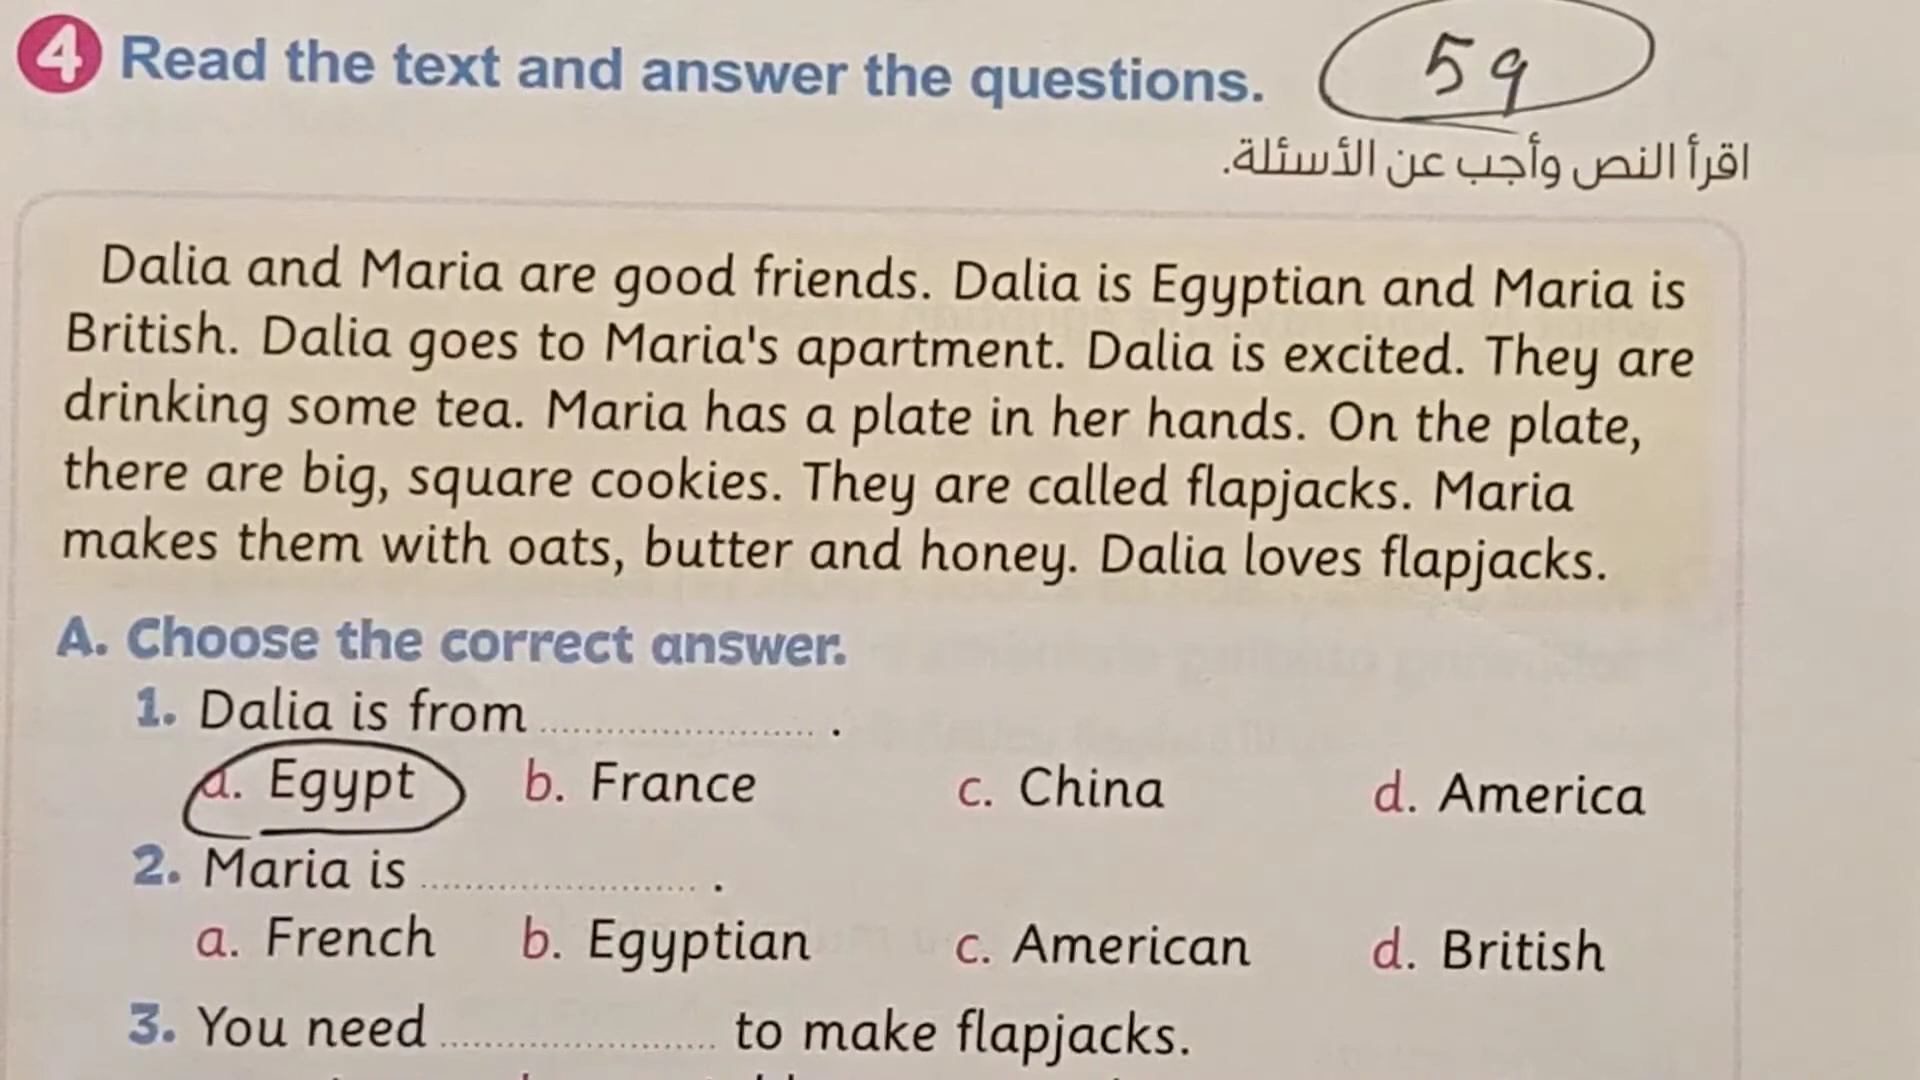 4 Read the text and answer the questions.
59
اقرأ النص وأجب عن الأسئلة.
Dalia and Maria are good friends. Dalia is Egyptian and Maria is
British. Dalia goes to Maria's apartment. Dalia is excited. They are
drinking some tea. Maria has a plate in her hands. On the plate,
there are big, square cookies. They are called flapjacks. Maria
makes them with oats, butter and honey. Dalia loves flapjacks.
A. Choose the correct answer.
1. Dalia is from ........................ .
a. Egypt b. France c. China d. America
2. Maria is ........................ .
a. French b. Egyptian c. American d. British
3. You need ........................ to make flapjacks.